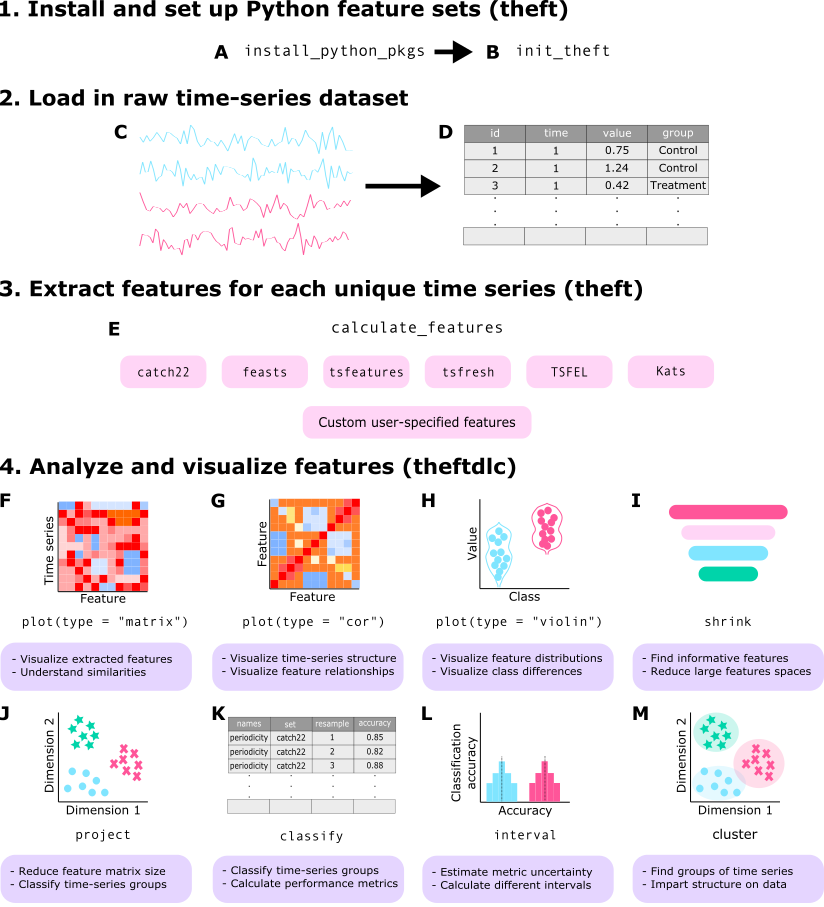 1. Install and set up Python feature sets (theft)
A install_python_pkgs B init_theft
2. Load in raw time-series dataset
C
D
id time value group
1 1 0.75 Control
2 1 1.24 Control
3 1 0.42 Treatment
3. Extract features for each unique time series (theft)
E calculate_features
catch22 feasts tsfeatures tsfresh TSFEL Kats
Custom user-specified features
4. Analyze and visualize features (theftdlc)
F
Time series
Feature
plot(type = "matrix")
- Visualize extracted features
- Understand similarities
G
Feature
Feature
plot(type = "cor")
- Visualize time-series structure
- Visualize feature relationships
H
Value
Class
plot(type = "violin")
- Visualize feature distributions
- Visualize class differences
I
shrink
- Find informative features
- Reduce large features spaces
J
Dimension 2
Dimension 1
project
- Reduce feature matrix size
- Classify time-series groups
K
names set resample accuracy
periodicity catch22 1 0.85
periodicity catch22 2 0.82
periodicity catch22 3 0.88
classify
- Classify time-series groups
- Calculate performance metrics
L
Classification
accuracy
Accuracy
interval
- Estimate metric uncertainty
- Calculate different intervals
M
Dimension 2
Dimension 1
cluster
- Find groups of time series
- Impart structure on data